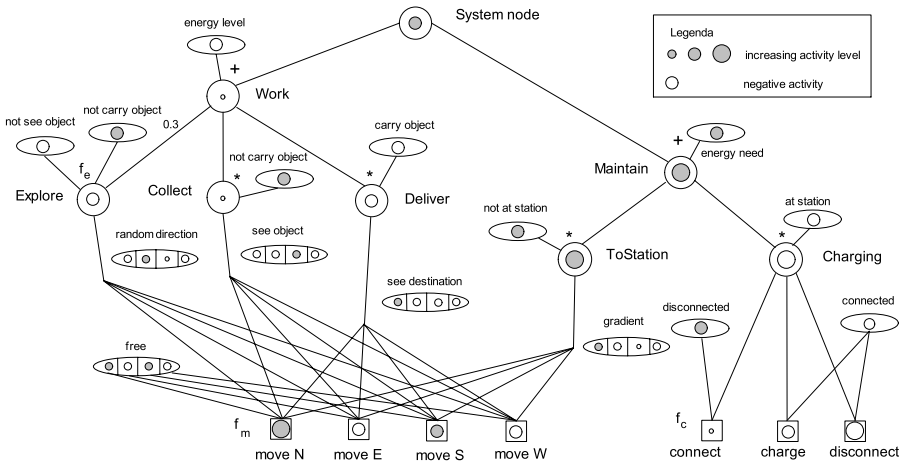 System node
energy level
Legenda
increasing activity level
negative activity
+
Work
not carry object
not see object
0.3
carry object
+
energy need
Maintain
f e
not carry object
*
*
Explore
Collect
Deliver
not at station
at station
*
*
random direction
see object
ToStation
Charging
see destination
disconnected
connected
gradient
free
f m
f c
move N
move E
move S
move W
connect
charge
disconnect